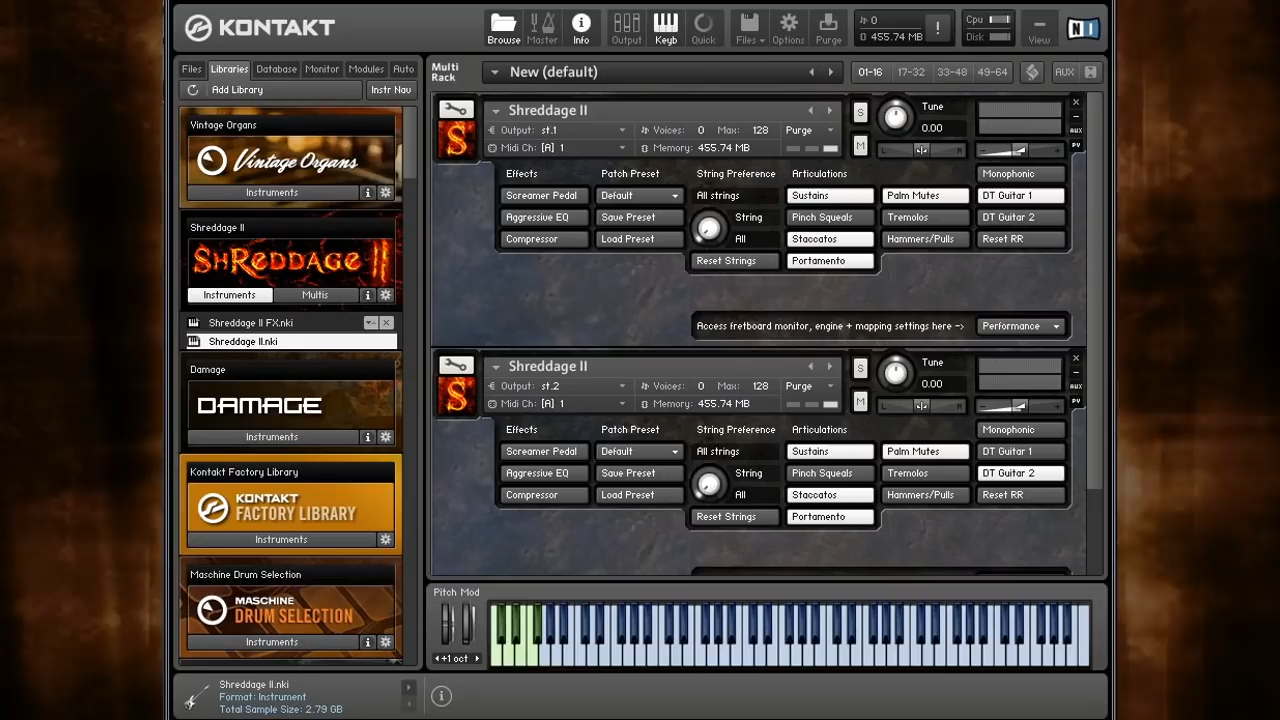 KONTAKT
Browse Master Info Output Keyb Quick Files Options Purge
0
455.74 MB
!
Cpu
Disk
View
Files Libraries Database Monitor Modules Auto
Add Library Instr Nav
Vintage Organs
Vintage Organs
Instruments i
Shreddage II
SHREDDAGE II
Instruments Multis i
Shreddage II FX.nki
Shreddage II.nki
Damage
DAMAGE
Instruments i
Kontakt Factory Library
KONTAKT
FACTORY LIBRARY
Instruments
Maschine Drum Selection
MASCHINE
DRUM SELECTION
Instruments i
Multi
Rack
New (default)
01-16 17-32 33-48 49-64 AUX
Shreddage II
Output: st.1 Voices: 0 Max: 128 Purge
Midi Ch: [A] 1 Memory: 455.74 MB
S
M
Tune
0.00
L R
AUX
PV
Effects Patch Preset String Preference Articulations Monophonic
Screamer Pedal Default All strings Sustains Palm Mutes DT Guitar 1
Aggressive EQ Save Preset String Pinch Squeals Tremolos DT Guitar 2
Compressor Load Preset All Staccatos Hammers/Pulls Reset RR
Reset Strings Portamento
Access fretboard monitor, engine + mapping settings here -> Performance
Shreddage II
Output: st.2 Voices: 0 Max: 128 Purge
Midi Ch: [A] 1 Memory: 455.74 MB
S
M
Tune
0.00
L R
AUX
PV
Effects Patch Preset String Preference Articulations Monophonic
Screamer Pedal Default All strings Sustains Palm Mutes DT Guitar 1
Aggressive EQ Save Preset String Pinch Squeals Tremolos DT Guitar 2
Compressor Load Preset All Staccatos Hammers/Pulls Reset RR
Reset Strings Portamento
Pitch Mod
+1 oct
Shreddage II.nki
Format: Instrument
Total Sample Size: 2.79 GB
i